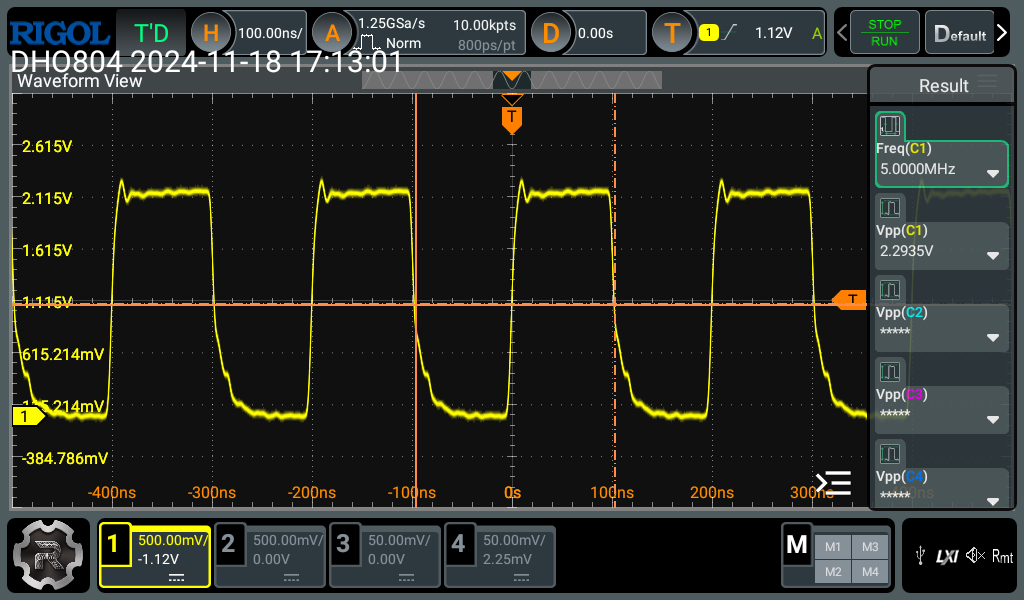 RIGOL T'D H 100.00ns/ A 1.25GSa/s 10.00kpts D 0.00s T 1 1.12V A STOP
Norm 800ps/pt RUN Default
DHO804 2024-11-18 17:13:01
Waveform View
Result
T
2.615V
Freq(C1)
5.0000MHz
2.115V
Vpp(C1)
1.615V
2.2935V
1.115V
T
Vpp(C2)
*****
615.214mV
Vpp(C3)
115.214mV
*****
1
-384.786mV
Vpp(C4)
*****
-400ns -300ns -200ns -100ns 0s 100ns 200ns 300ns
1 500.00mV/ 2 500.00mV/ 3 50.00mV/ 4 50.00mV/ M M1 M3
-1.12V 0.00V 0.00V 2.25mV M2 M4
R
LXI Rmt